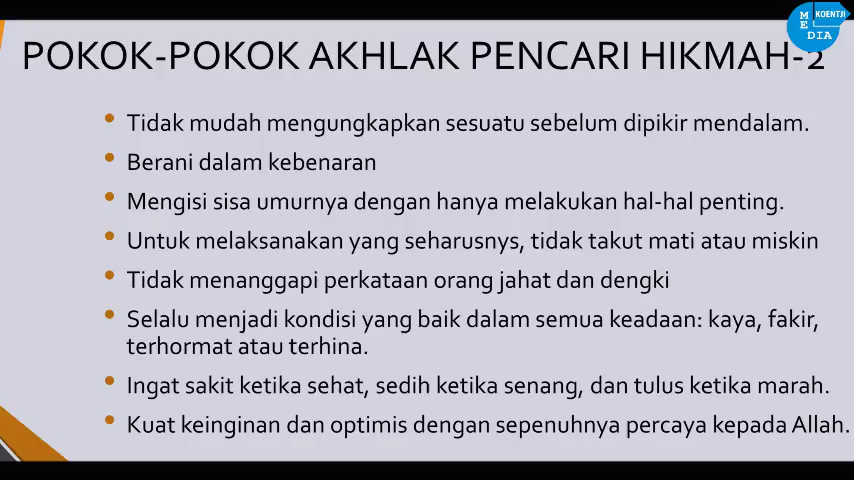 POKOK-POKOK AKHLAK PENCARI HIKMAH-2
M
E
DIA
KOENTJI
• Tidak mudah mengungkapkan sesuatu sebelum dipikir mendalam.
• Berani dalam kebenaran
• Mengisi sisa umurnya dengan hanya melakukan hal-hal penting.
• Untuk melaksanakan yang seharusnys, tidak takut mati atau miskin
• Tidak menanggapi perkataan orang jahat dan dengki
• Selalu menjadi kondisi yang baik dalam semua keadaan: kaya, fakir,
terhormat atau terhina.
• Ingat sakit ketika sehat, sedih ketika senang, dan tulus ketika marah.
• Kuat keinginan dan optimis dengan sepenuhnya percaya kepada Allah.